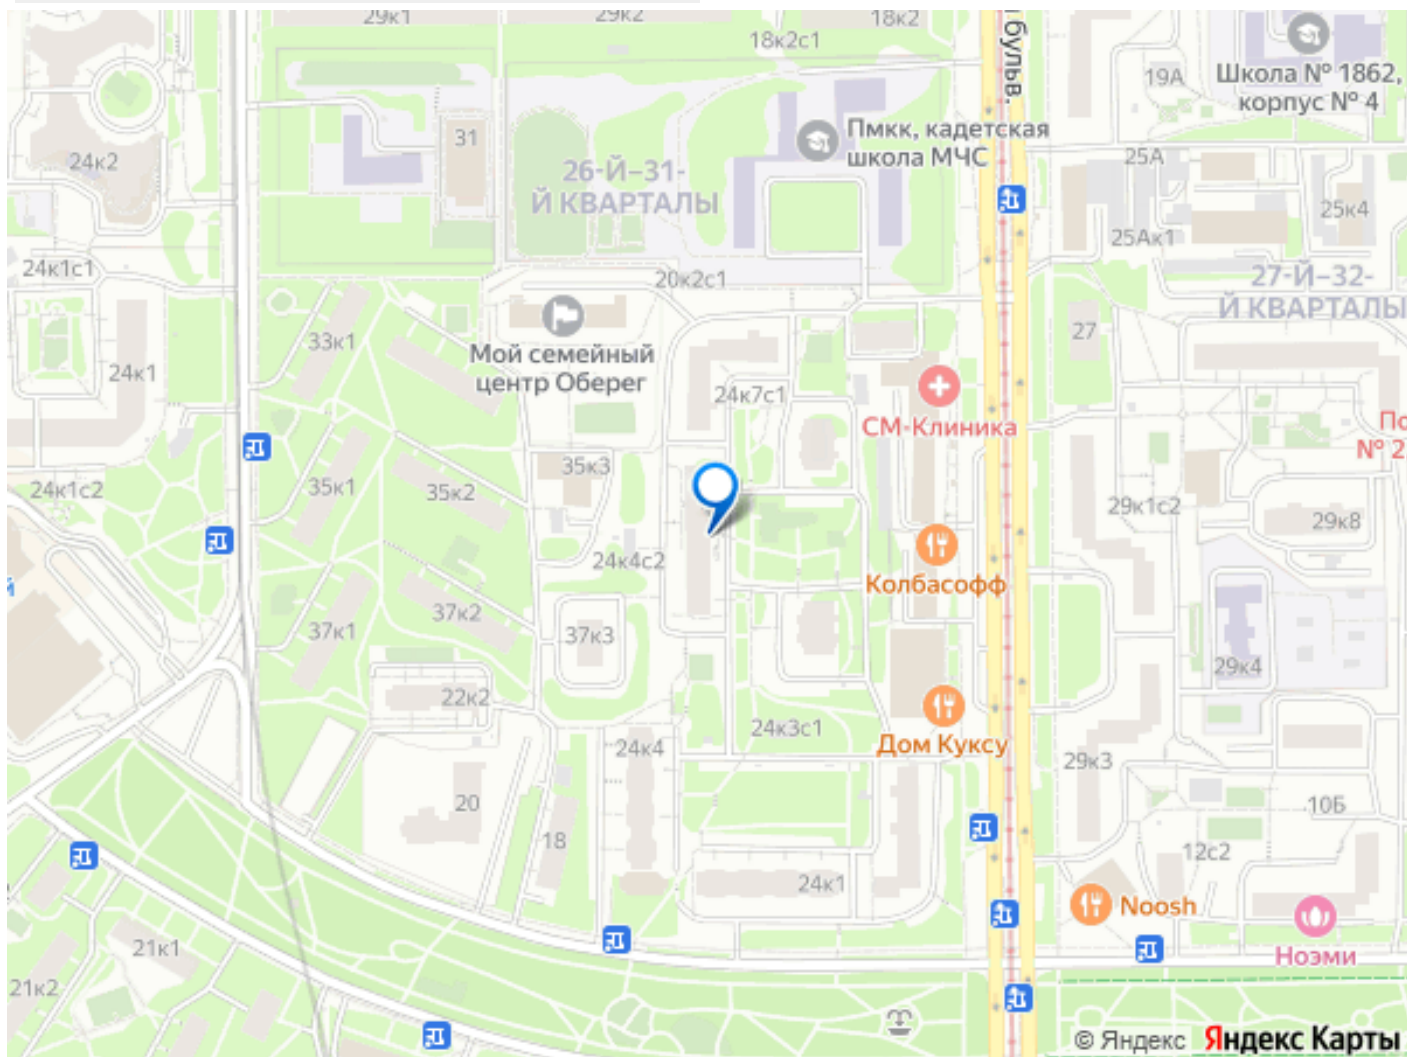 29к1
29к2
18к2
18к2с1
й бульв.
19А
Школа № 1862,
корпус № 4
31
Пмкк, кадетская
школа МЧС
24к2
26-Й–31-
Й КВАРТАЛЫ
25А
25к4
25Ак1
24к1с1
20к2с1
27-Й–32-
Й КВАРТАЛЫ
33к1
27
Мой семейный
центр Оберег
24к1
24к7с1
СМ-Клиника
По
№ 2
35к3
24к1с2
35к1
35к2
29к1с2
29к8
24к4с2
Колбасофф
й
37к1
37к2
37к3
29к4
22к2
24к3с1
24к4
Дом Куксу
29к3
20
10Б
18
12с2
24к1
Noosh
21к1
Ноэми
21к2
© Яндекс Яндекс Карты